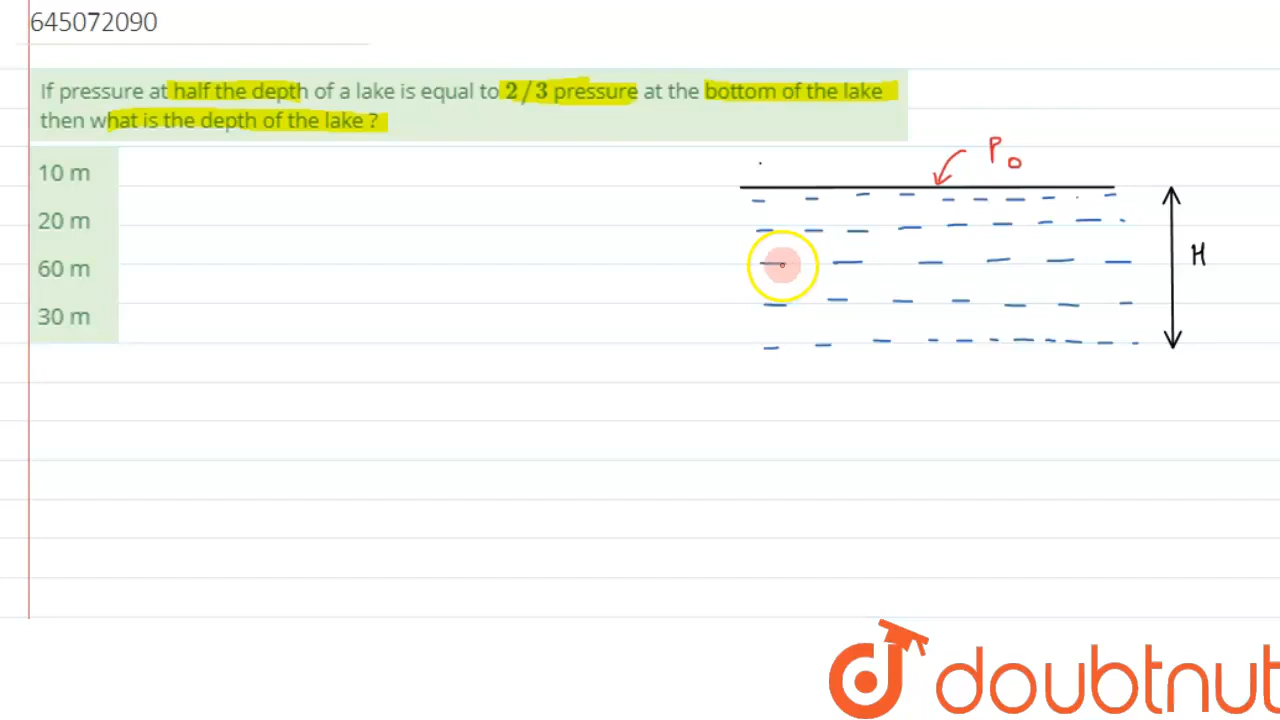 645072090
If pressure at half the depth of a lake is equal to 2/3 pressure at the bottom of the lake
then what is the depth of the lake ?
10 m
20 m
60 m
30 m
P0
H
doubtnut